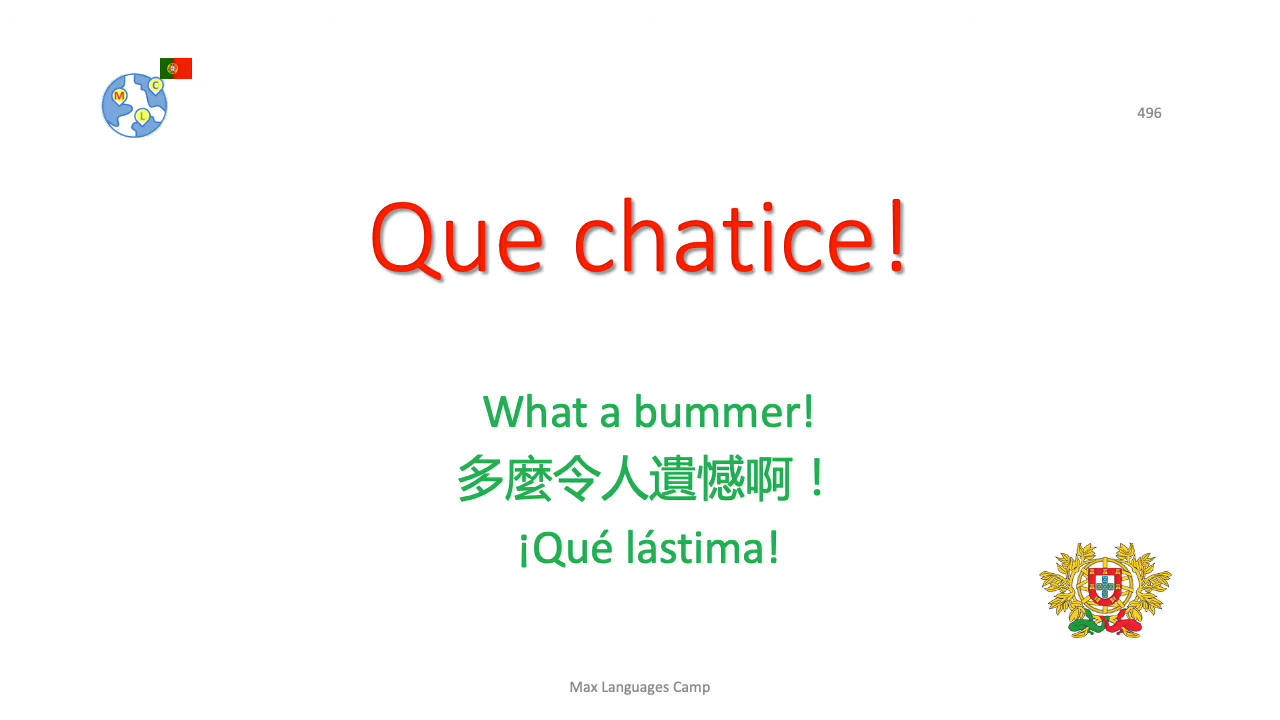 M
C
L
496
Que chatice!
What a bummer!
多麼令人遺憾啊！
¡Qué lástima!
Max Languages Camp